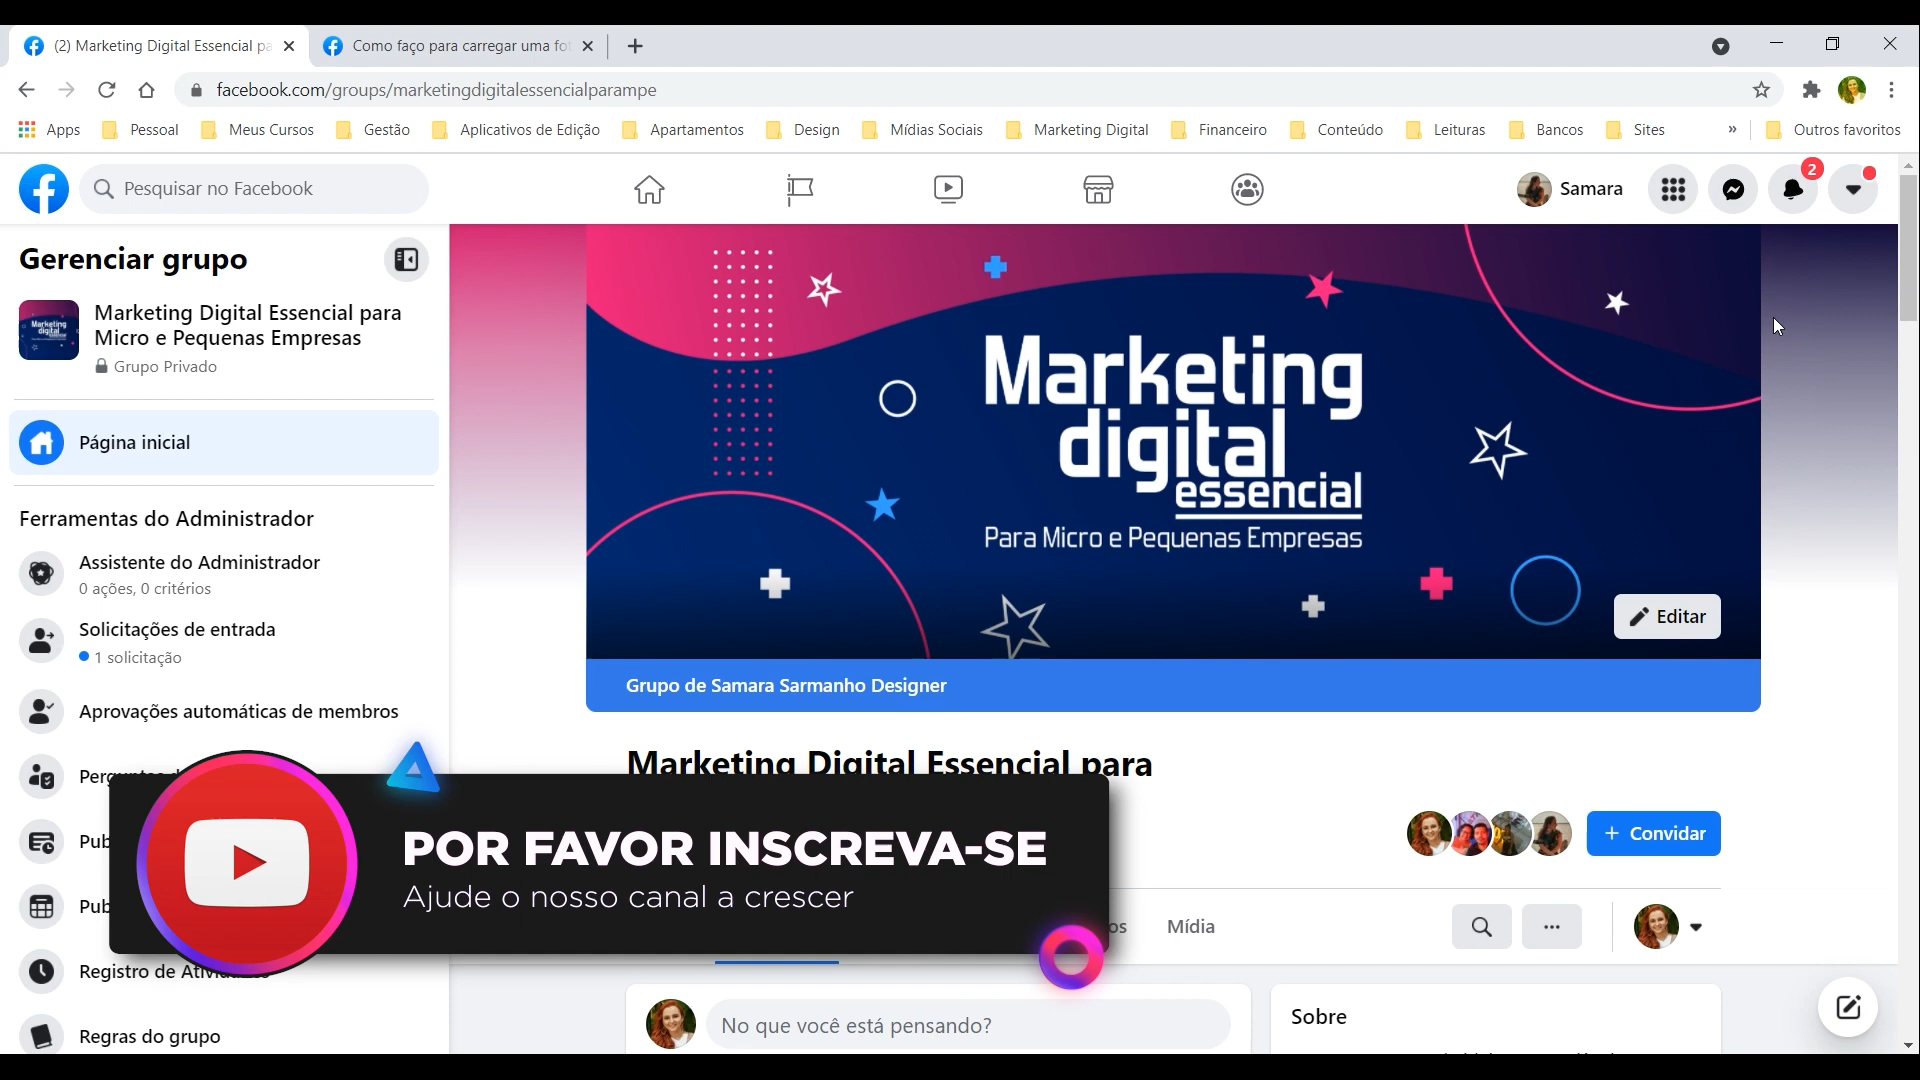 (2) Marketing Digital Essencial pa
Como faço para carregar uma fo
facebook.com/groups/marketingdigitalessencialparampe
Apps Pessoal Meus Cursos Gestão Aplicativos de Edição Apartamentos Design Mídias Sociais Marketing Digital Financeiro Conteúdo Leituras Bancos Sites » Outros favoritos
Pesquisar no Facebook
Samara
2
Gerenciar grupo
Marketing Digital Essencial para
Micro e Pequenas Empresas
Grupo Privado
Página inicial
Ferramentas do Administrador
Assistente do Administrador
0 ações, 0 critérios
Solicitações de entrada
1 solicitação
Aprovações automáticas de membros
Registro de
Regras do grupo
Marketing
digital
essencial
Para Micro e Pequenas Empresas
Editar
Grupo de Samara Sarmanho Designer
Marketing Digital Essencial para
+ Convidar
Mídia
No que você está pensando?
Sobre
POR FAVOR INSCREVA-SE
Ajude o nosso canal a crescer